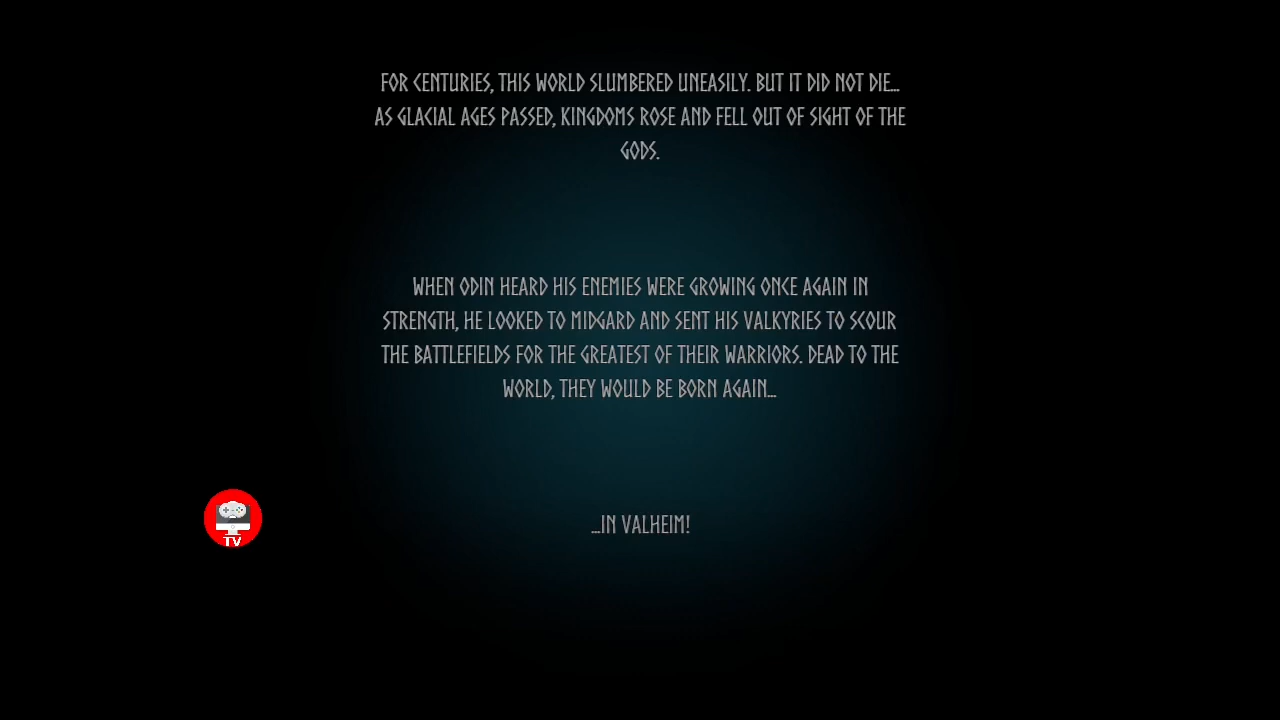 FOR CENTURIES, THIS WORLD SLUMBERED UNEASILY. BUT IT DID NOT DIE...
AS GLACIAL AGES PASSED, KINGDOMS ROSE AND FELL OUT OF SIGHT OF THE
GODS.
WHEN ODIN HEARD HIS ENEMIES WERE GROWING ONCE AGAIN IN
STRENGTH, HE LOOKED TO MIDGARD AND SENT HIS VALKYRIES TO SCOUR
THE BATTLEFIELDS FOR THE GREATEST OF THEIR WARRIORS. DEAD TO THE
WORLD, THEY WOULD BE BORN AGAIN...
...IN VALHEIM!
TV